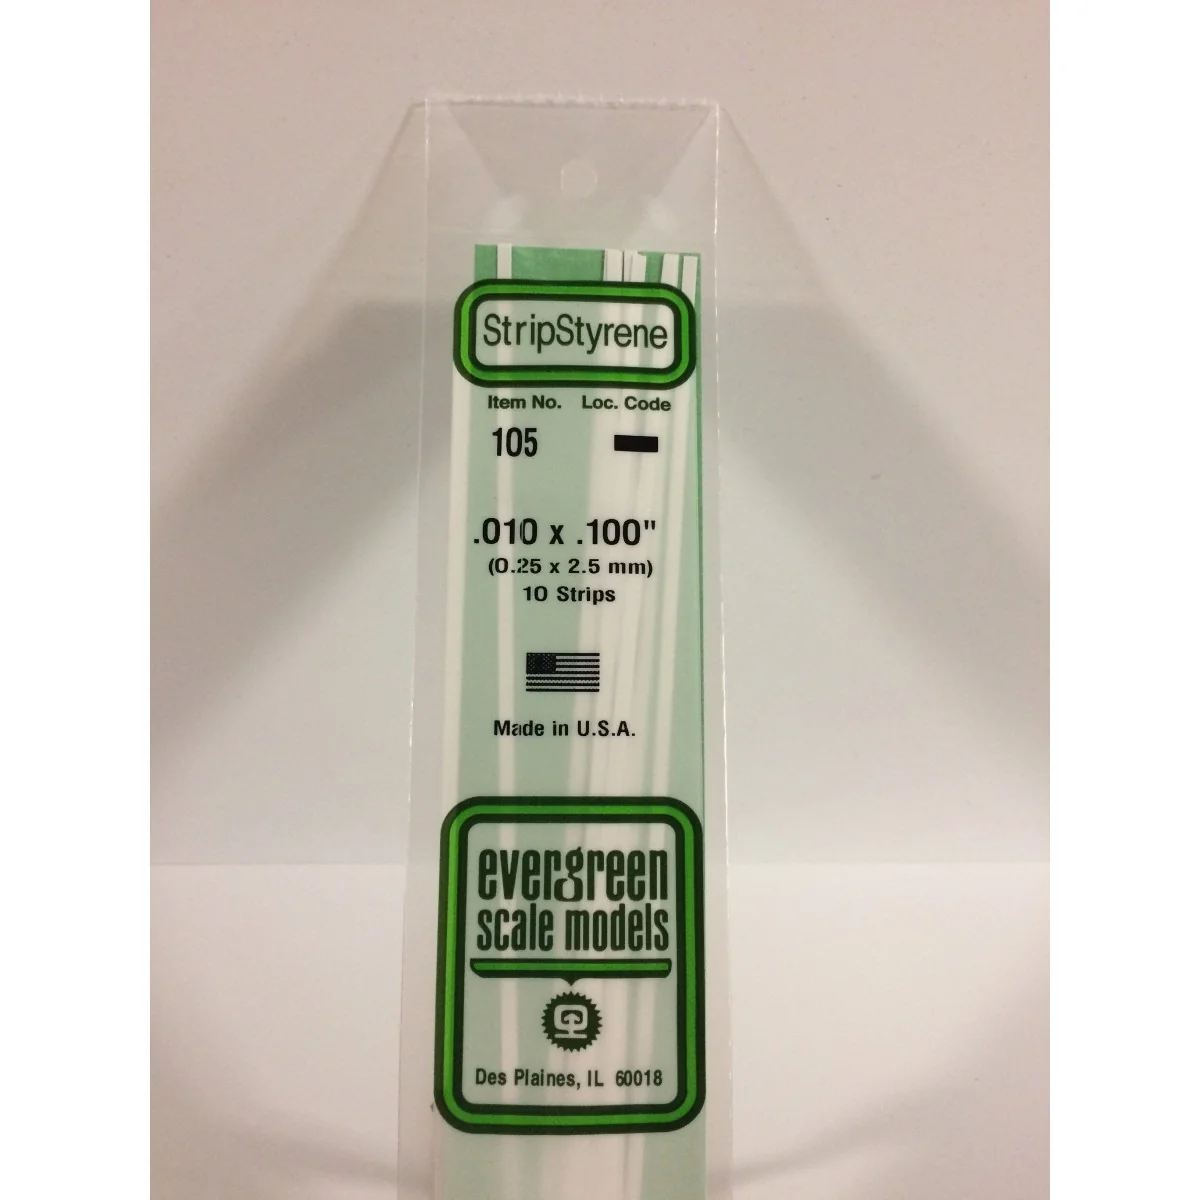 StripStyrene
Item No. Loc. Code
105
.010 x .100"
(0.25 x 2.5 mm)
10 Strips
Made in U.S.A.
evergreen
scale models
Des Plaines, IL 60018